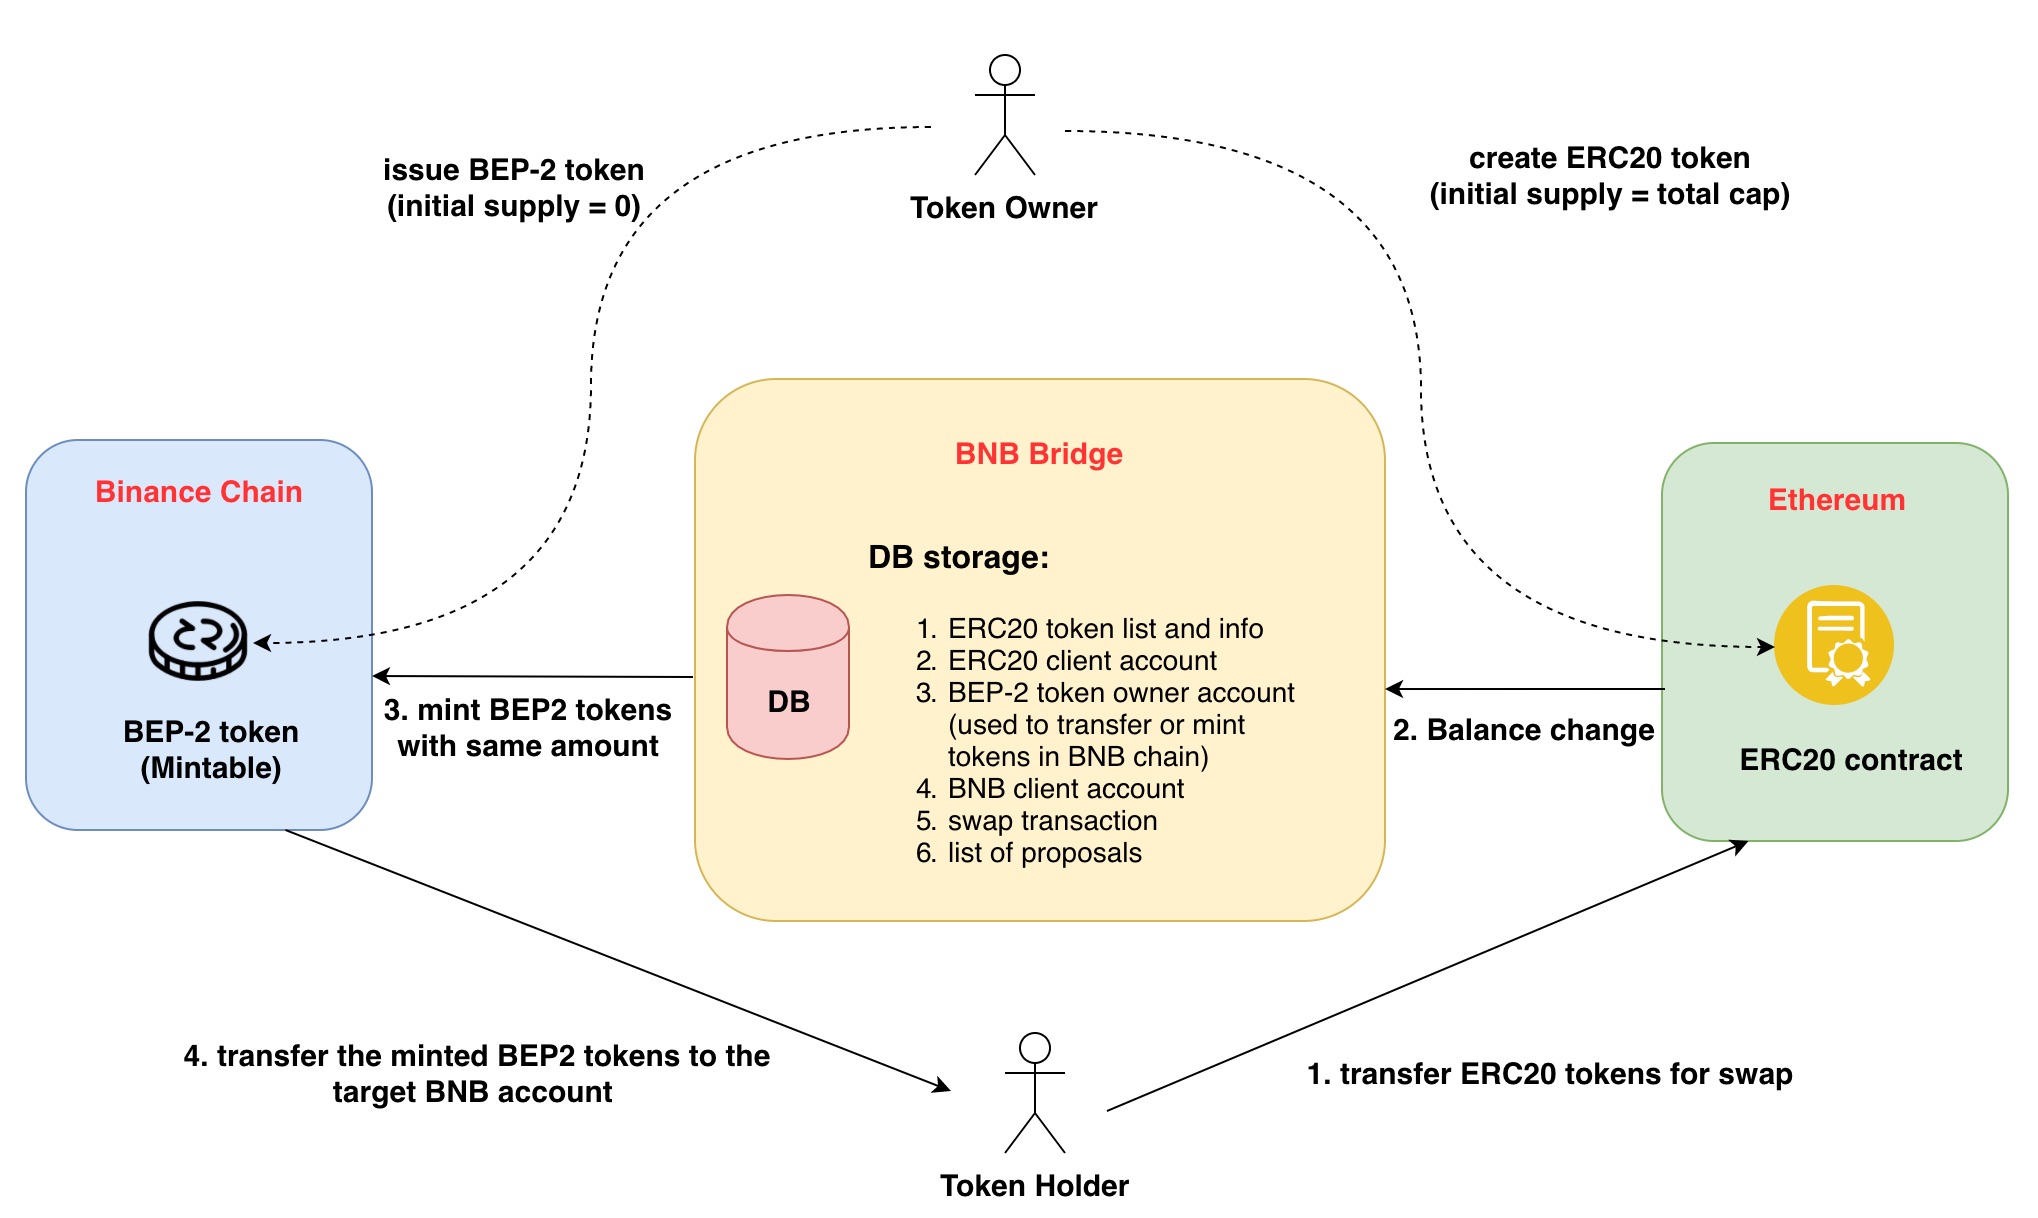 issue BEP-2 token
(initial supply = 0)
Token Owner
create ERC20 token
(initial supply = total cap)
Binance Chain
BEP-2 token
(Mintable)
3. mint BEP2 tokens
with same amount
BNB Bridge
DB storage:
DB
1. ERC20 token list and info
2. ERC20 client account
3. BEP-2 token owner account
(used to transfer or mint
tokens in BNB chain)
4. BNB client account
5. swap transaction
6. list of proposals
2. Balance change
Ethereum
ERC20 contract
4. transfer the minted BEP2 tokens to the
target BNB account
1. transfer ERC20 tokens for swap
Token Holder